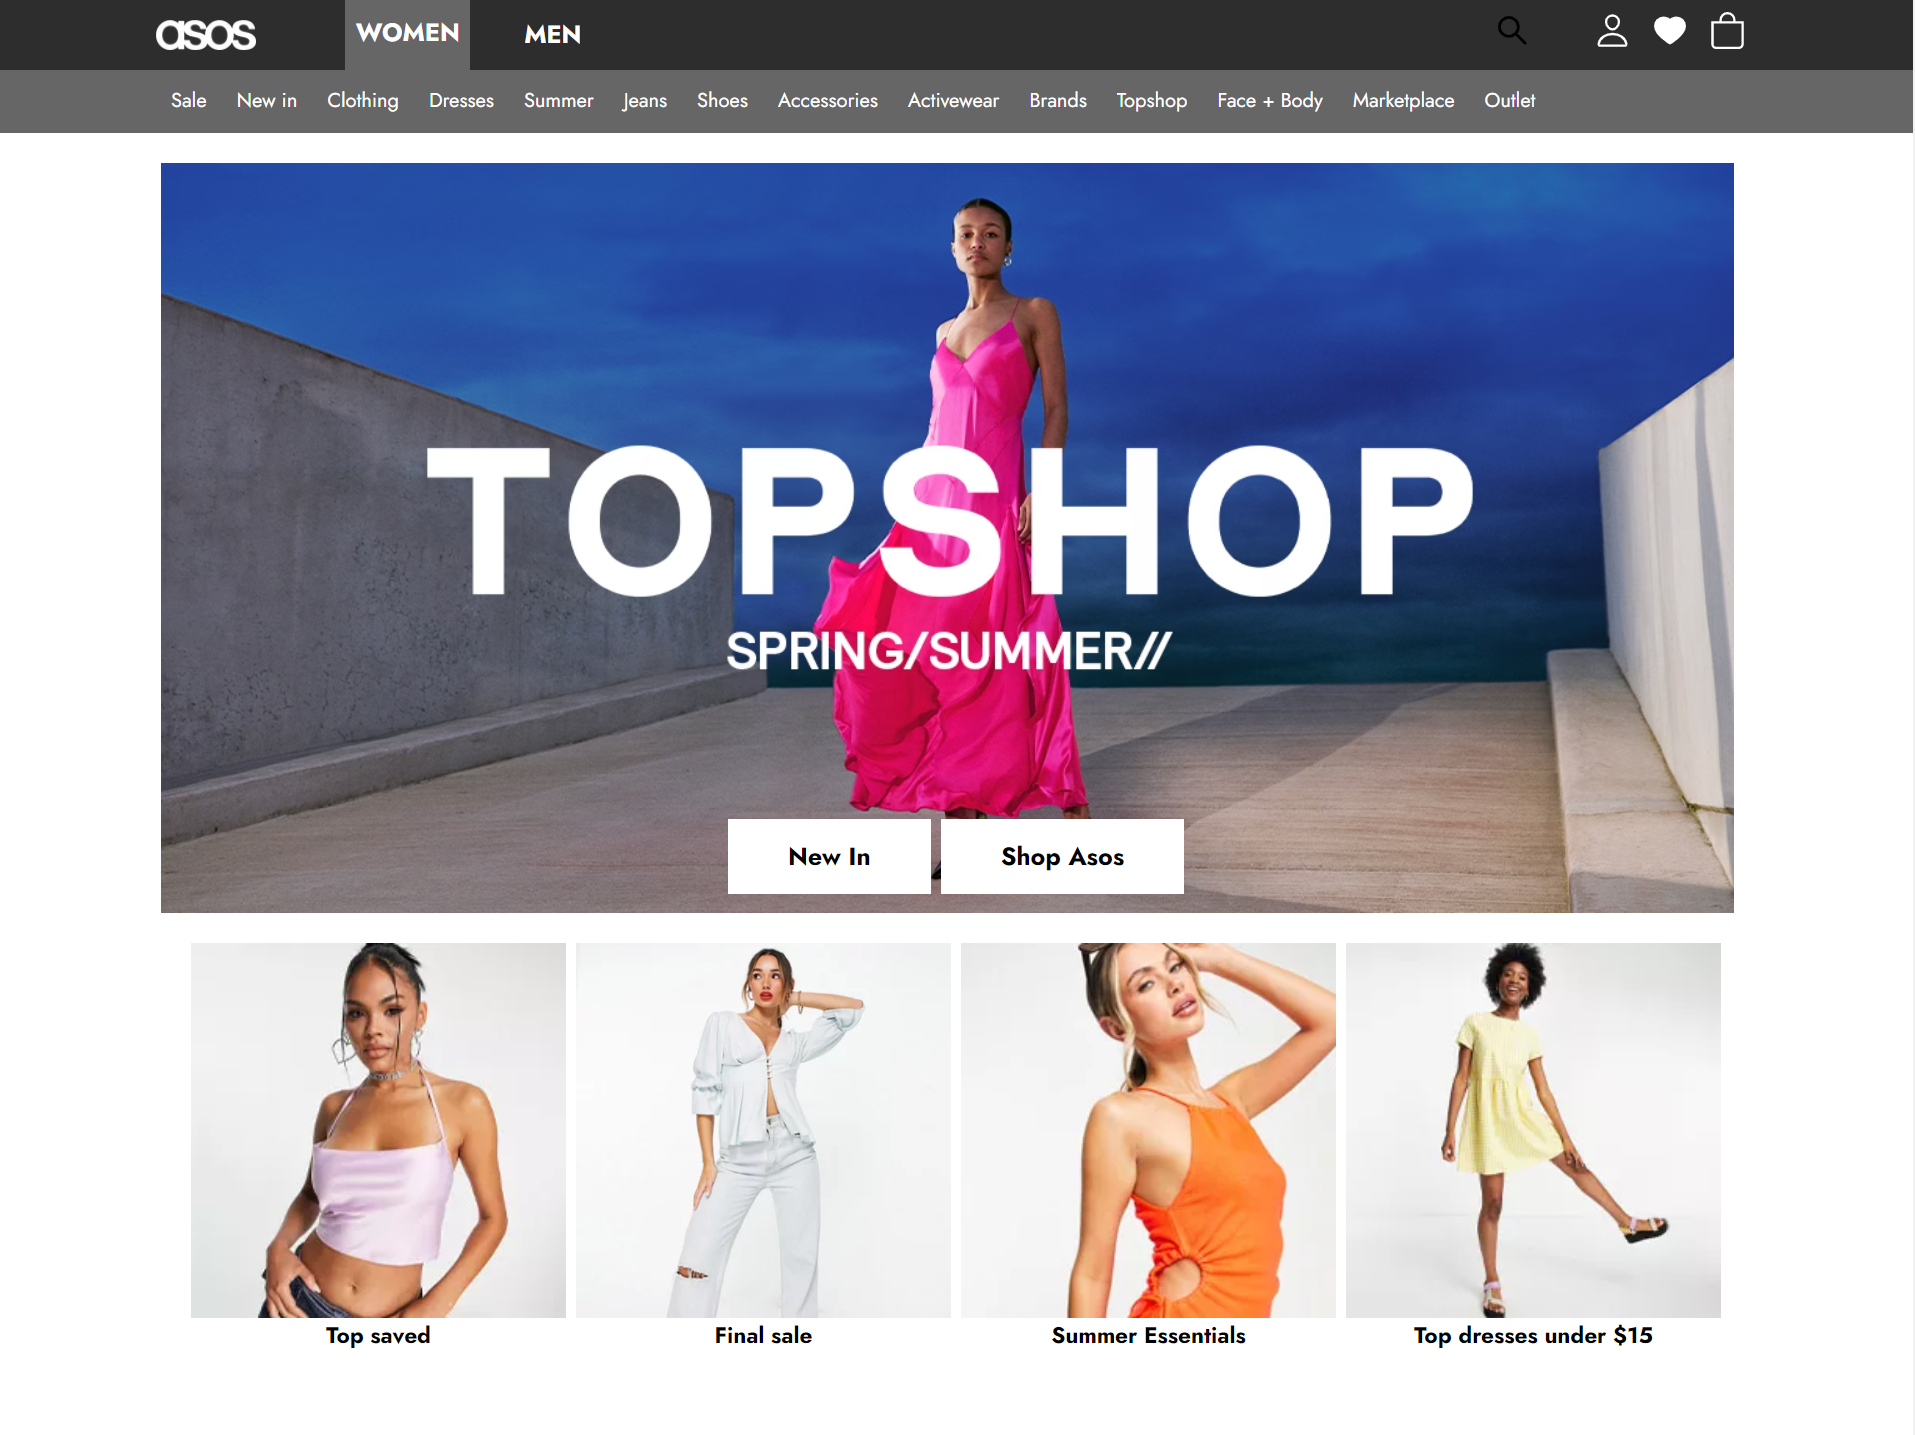 asos
WOMEN
MEN
Sale New in Clothing Dresses Summer Jeans Shoes Accessories Activewear Brands Topshop Face + Body Marketplace Outlet
TOPSHOP
SPRING/SUMMER//
New In
Shop Asos
Top saved
Final sale
Summer Essentials
Top dresses under $15